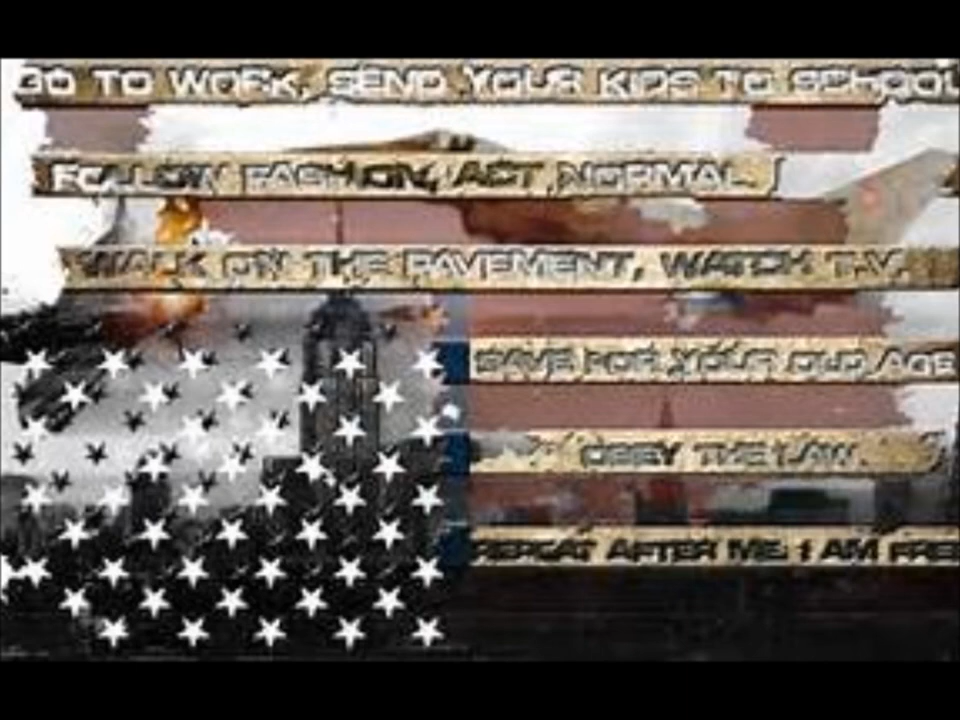 GO TO WORK, SEND YOUR KIDS TO SCHOOL
FOLLOW FASHION, ACT NORMAL
WALK ON THE PAVEMENT, WATCH T.V.
SAVE FOR YOUR OLD AGE
OBEY THE LAW
REPEAT AFTER ME: I AM FREE